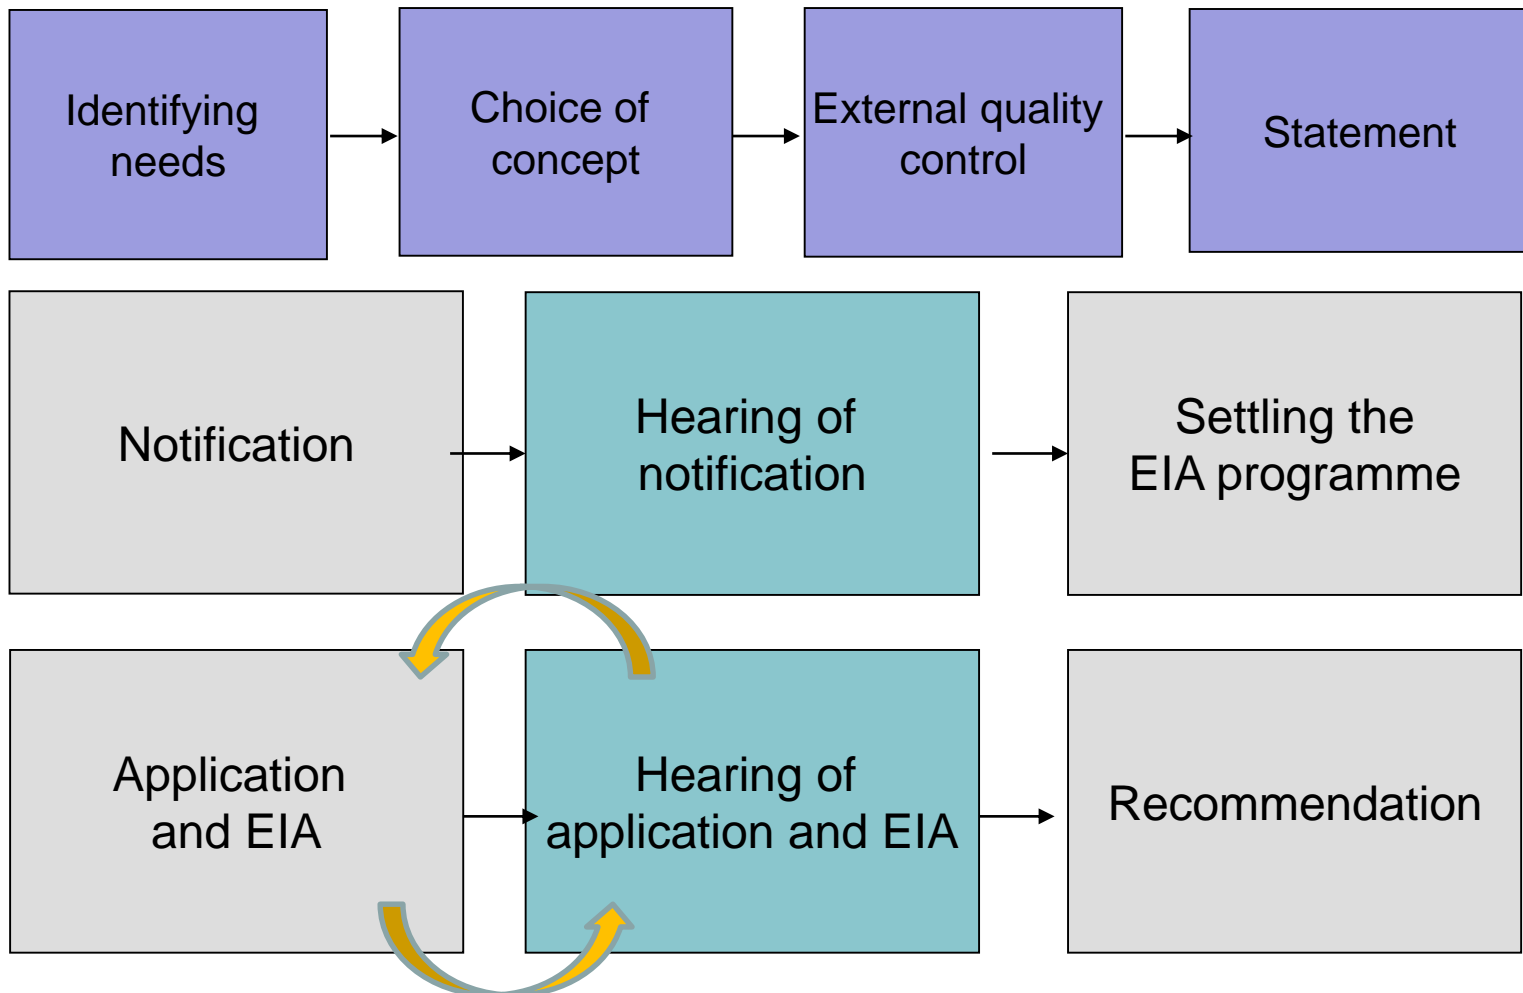 Identifying
needs
Choice of
concept
External quality
control
Statement
Notification
Hearing of
notification
Settling the
EIA programme
Application
and EIA
Hearing of
application and EIA
Recommendation